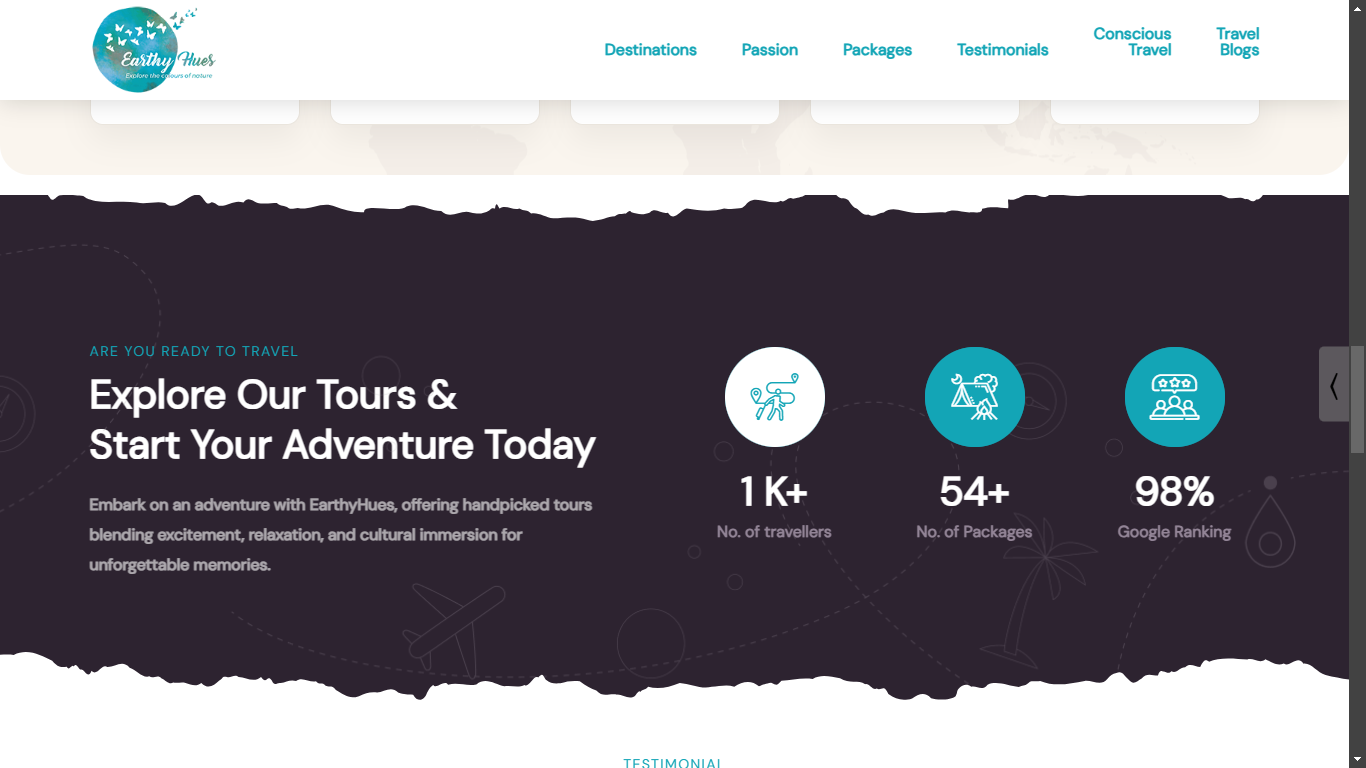 Earthy Hues
Explore the colours of nature
Destinations
Passion
Packages
Testimonials
Conscious
Travel
Travel
Blogs
ARE YOU READY TO TRAVEL
Explore Our Tours &
Start Your Adventure Today
Embark on an adventure with EarthyHues, offering handpicked tours
blending excitement, relaxation, and cultural immersion for
unforgettable memories.
1 K+
No. of travellers
54+
No. of Packages
98%
Google Ranking
TESTIMONIAL